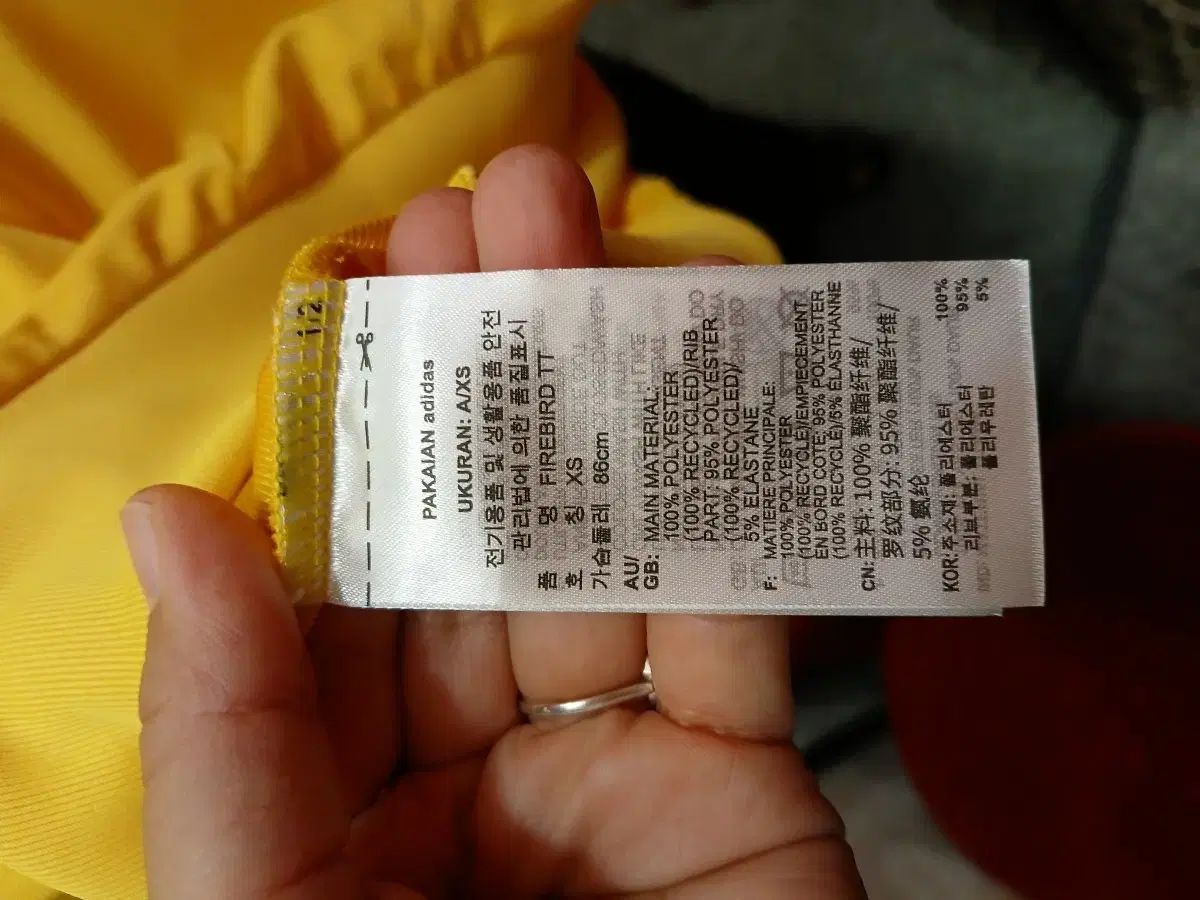 1/2
PAKAIAN adidas
UKURAN: A/XS
전기용품 및 생활용품 안전
관리법에 의한 품질표시
품 명 FIREBIRD TT
호 칭 XS
가슴둘레 86cm
AU/
GB: MAIN MATERIAL:
100% POLYESTER
(100% RECYCLED)/RIB
PART: 95% POLYESTER
(100% RECYCLED)/
5% ELASTANE
F: MATIERE PRINCIPALE:
100% POLYESTER
(100% RECYCLE)/EMPIECEMENT
EN BORD COTE: 95% POLYESTER
(100% RECYCLE)/5% ELASTHANNE
CN: 主料: 100% 聚酯纤维/
罗纹部分: 95% 聚酯纤维/
5% 氨纶
KOR: 주소재: 폴리에스터 100%
리브부분: 폴리에스터 95%
폴리우레탄 5%